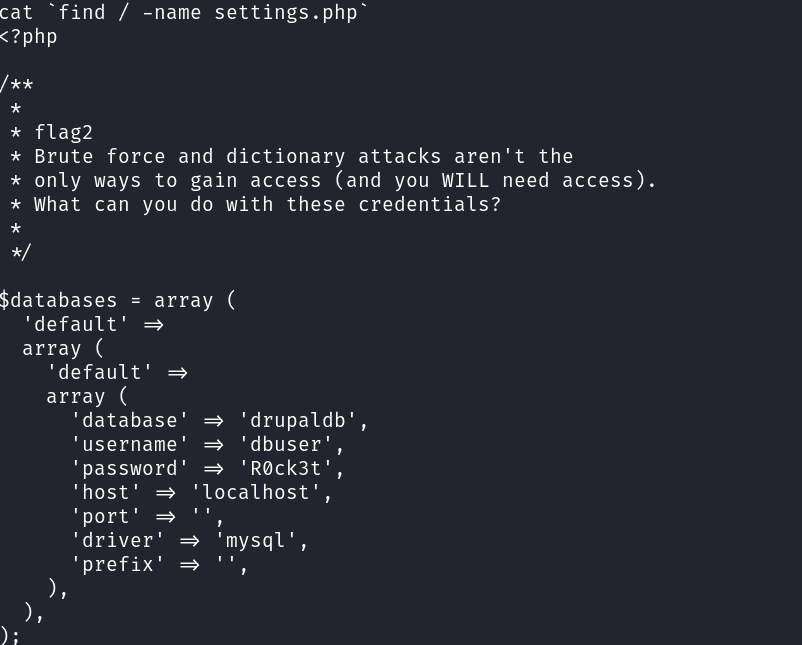 cat `find / -name settings.php`
<?php

/**
 *
 * flag2
 * Brute force and dictionary attacks aren't the
 * only ways to gain access (and you WILL need access).
 * What can you do with these credentials?
 *
 */

$databases = array (
  'default' =>
  array (
    'default' =>
    array (
      'database' => 'drupaldb',
      'username' => 'dbuser',
      'password' => 'R0ck3t',
      'host' => 'localhost',
      'port' => '',
      'driver' => 'mysql',
      'prefix' => '',
    ),
  ),
);